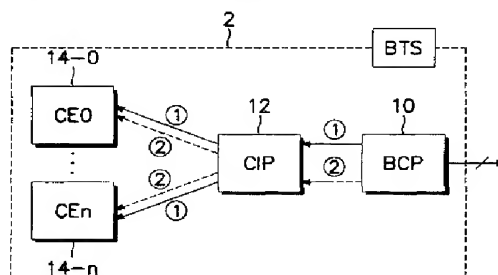 2
BTS
14-0
CE0
①
②
12
CIP
①
②
10
BCP
⋮
②
①
CEn
14-n